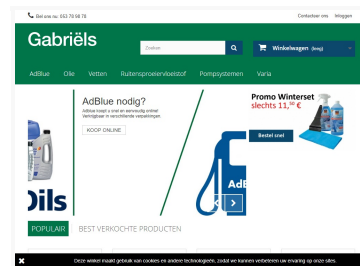 Bel ons nu: 053 70 98 70
Contacteer ons Inloggen
Gabriëls
Zoeken
Winkelwagen (leeg)
AdBlue Olie Vetten Ruitensproeiervloeistof Pompsystemen Varia
AdBlue nodig?
Adblue koopt u snel en eenvoudig online!
Verkrijgbaar in verschillende verpakkingen.
KOOP ONLINE
Oils
AdB
Promo Winterset
slechts 11,50 €
Bestel snel
POPULAIR BEST VERKOCHTE PRODUCTEN
Deze winkel maakt gebruik van cookies en andere technologieën, zodat we kunnen verbeteren uw ervaring op onze sites.